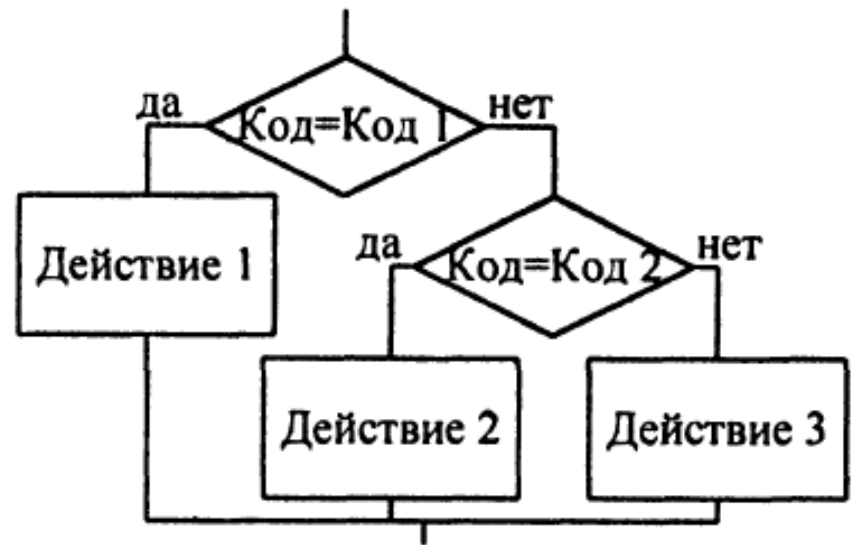 да
Код=Код 1
нет
Действие 1
да
Код=Код 2
нет
Действие 2
Действие 3